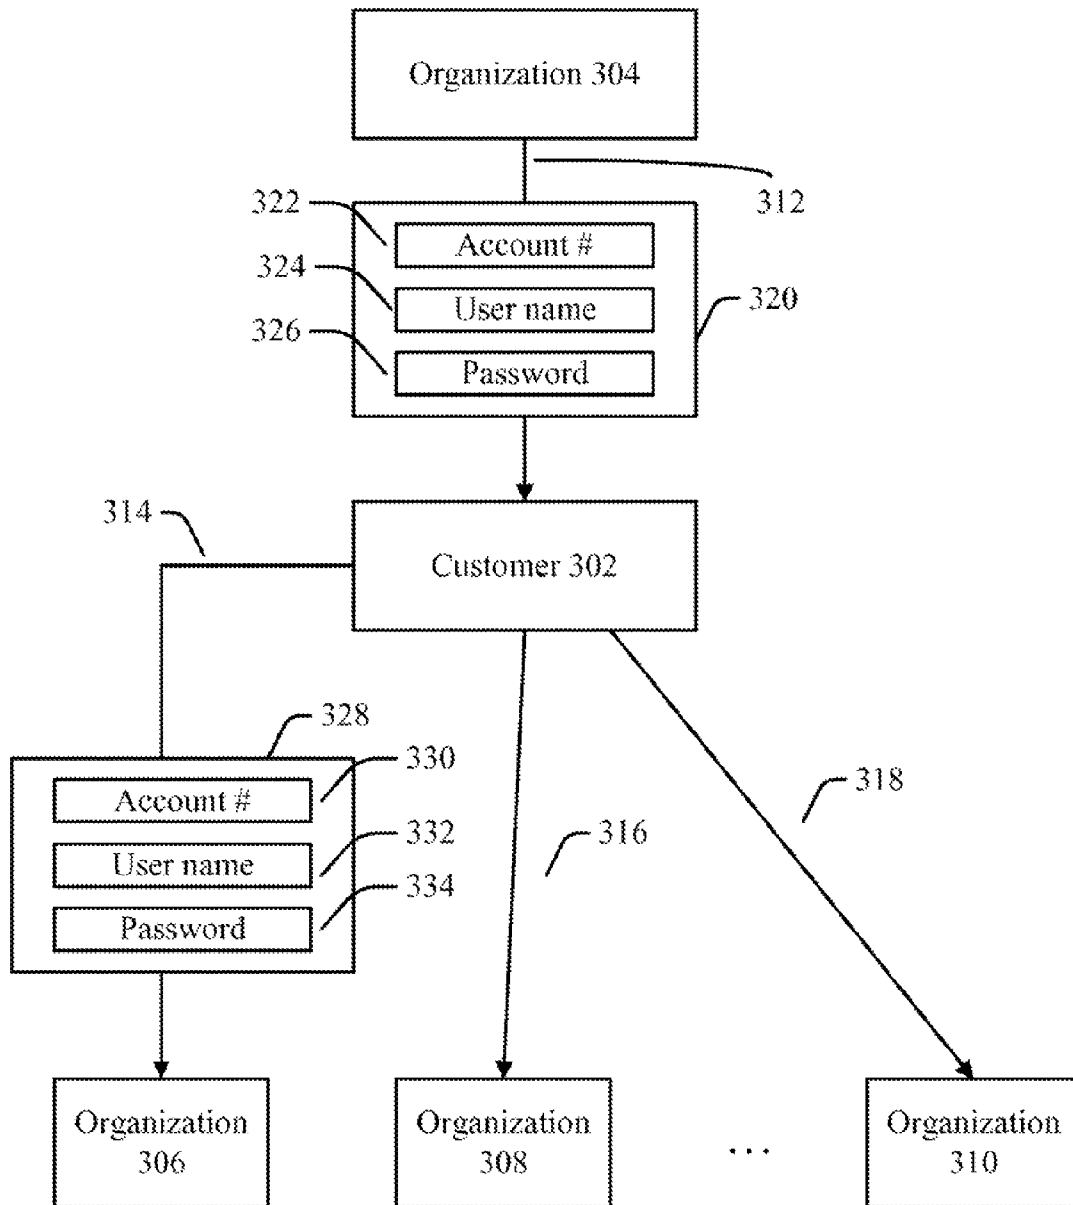 Organization 304
312
322
Account #
324
User name
320
326
Password
314
Customer 302
328
330
Account #
318
332
User name
316
334
Password
Organization
306
Organization
308
...
Organization
310